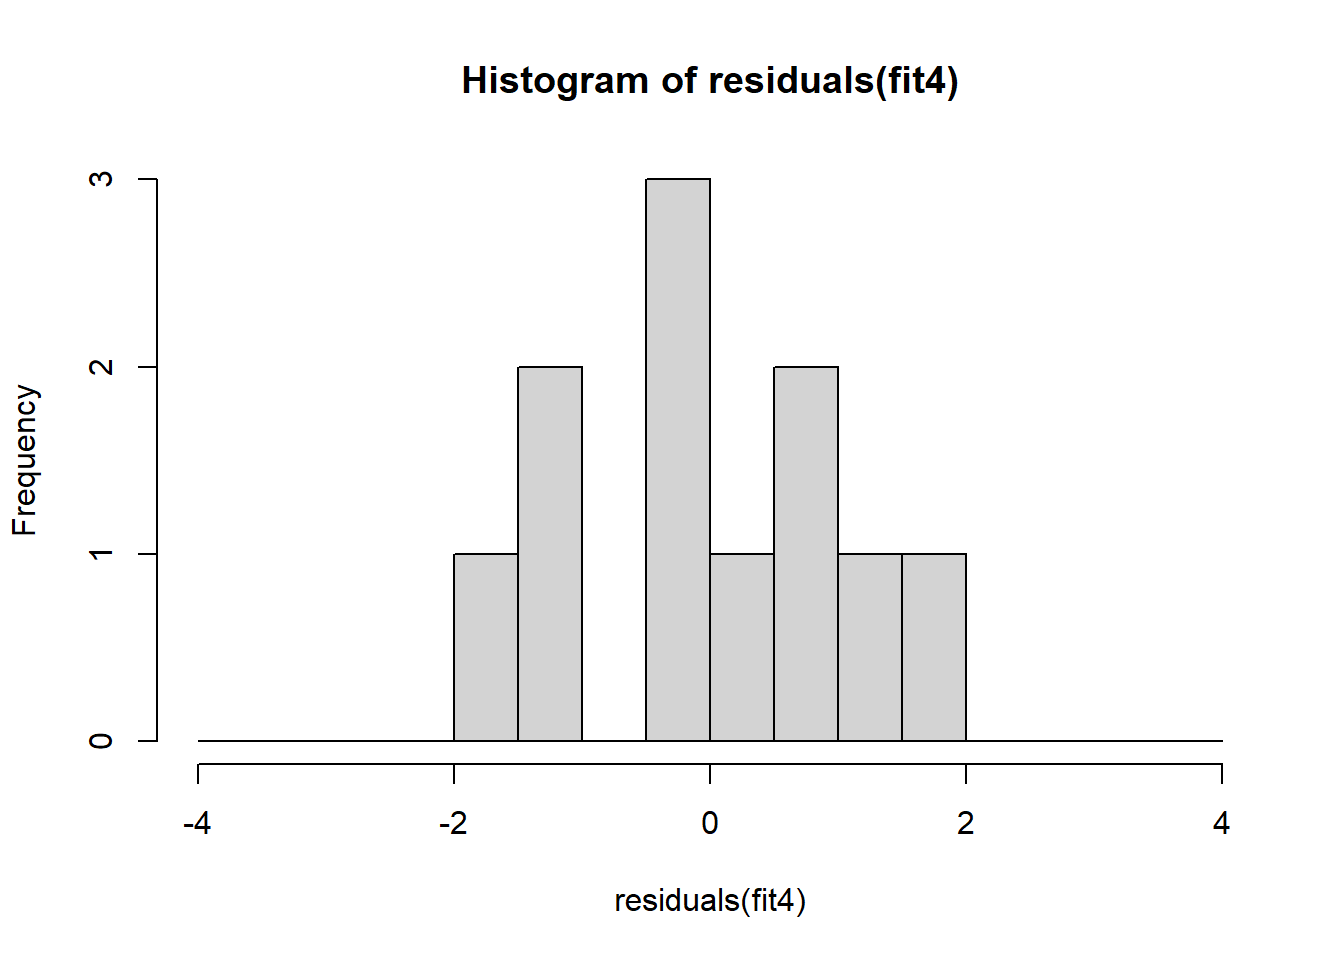 Histogram of residuals(fit4)
3
2
1
0
Frequency
-4 -2 0 2 4
residuals(fit4)